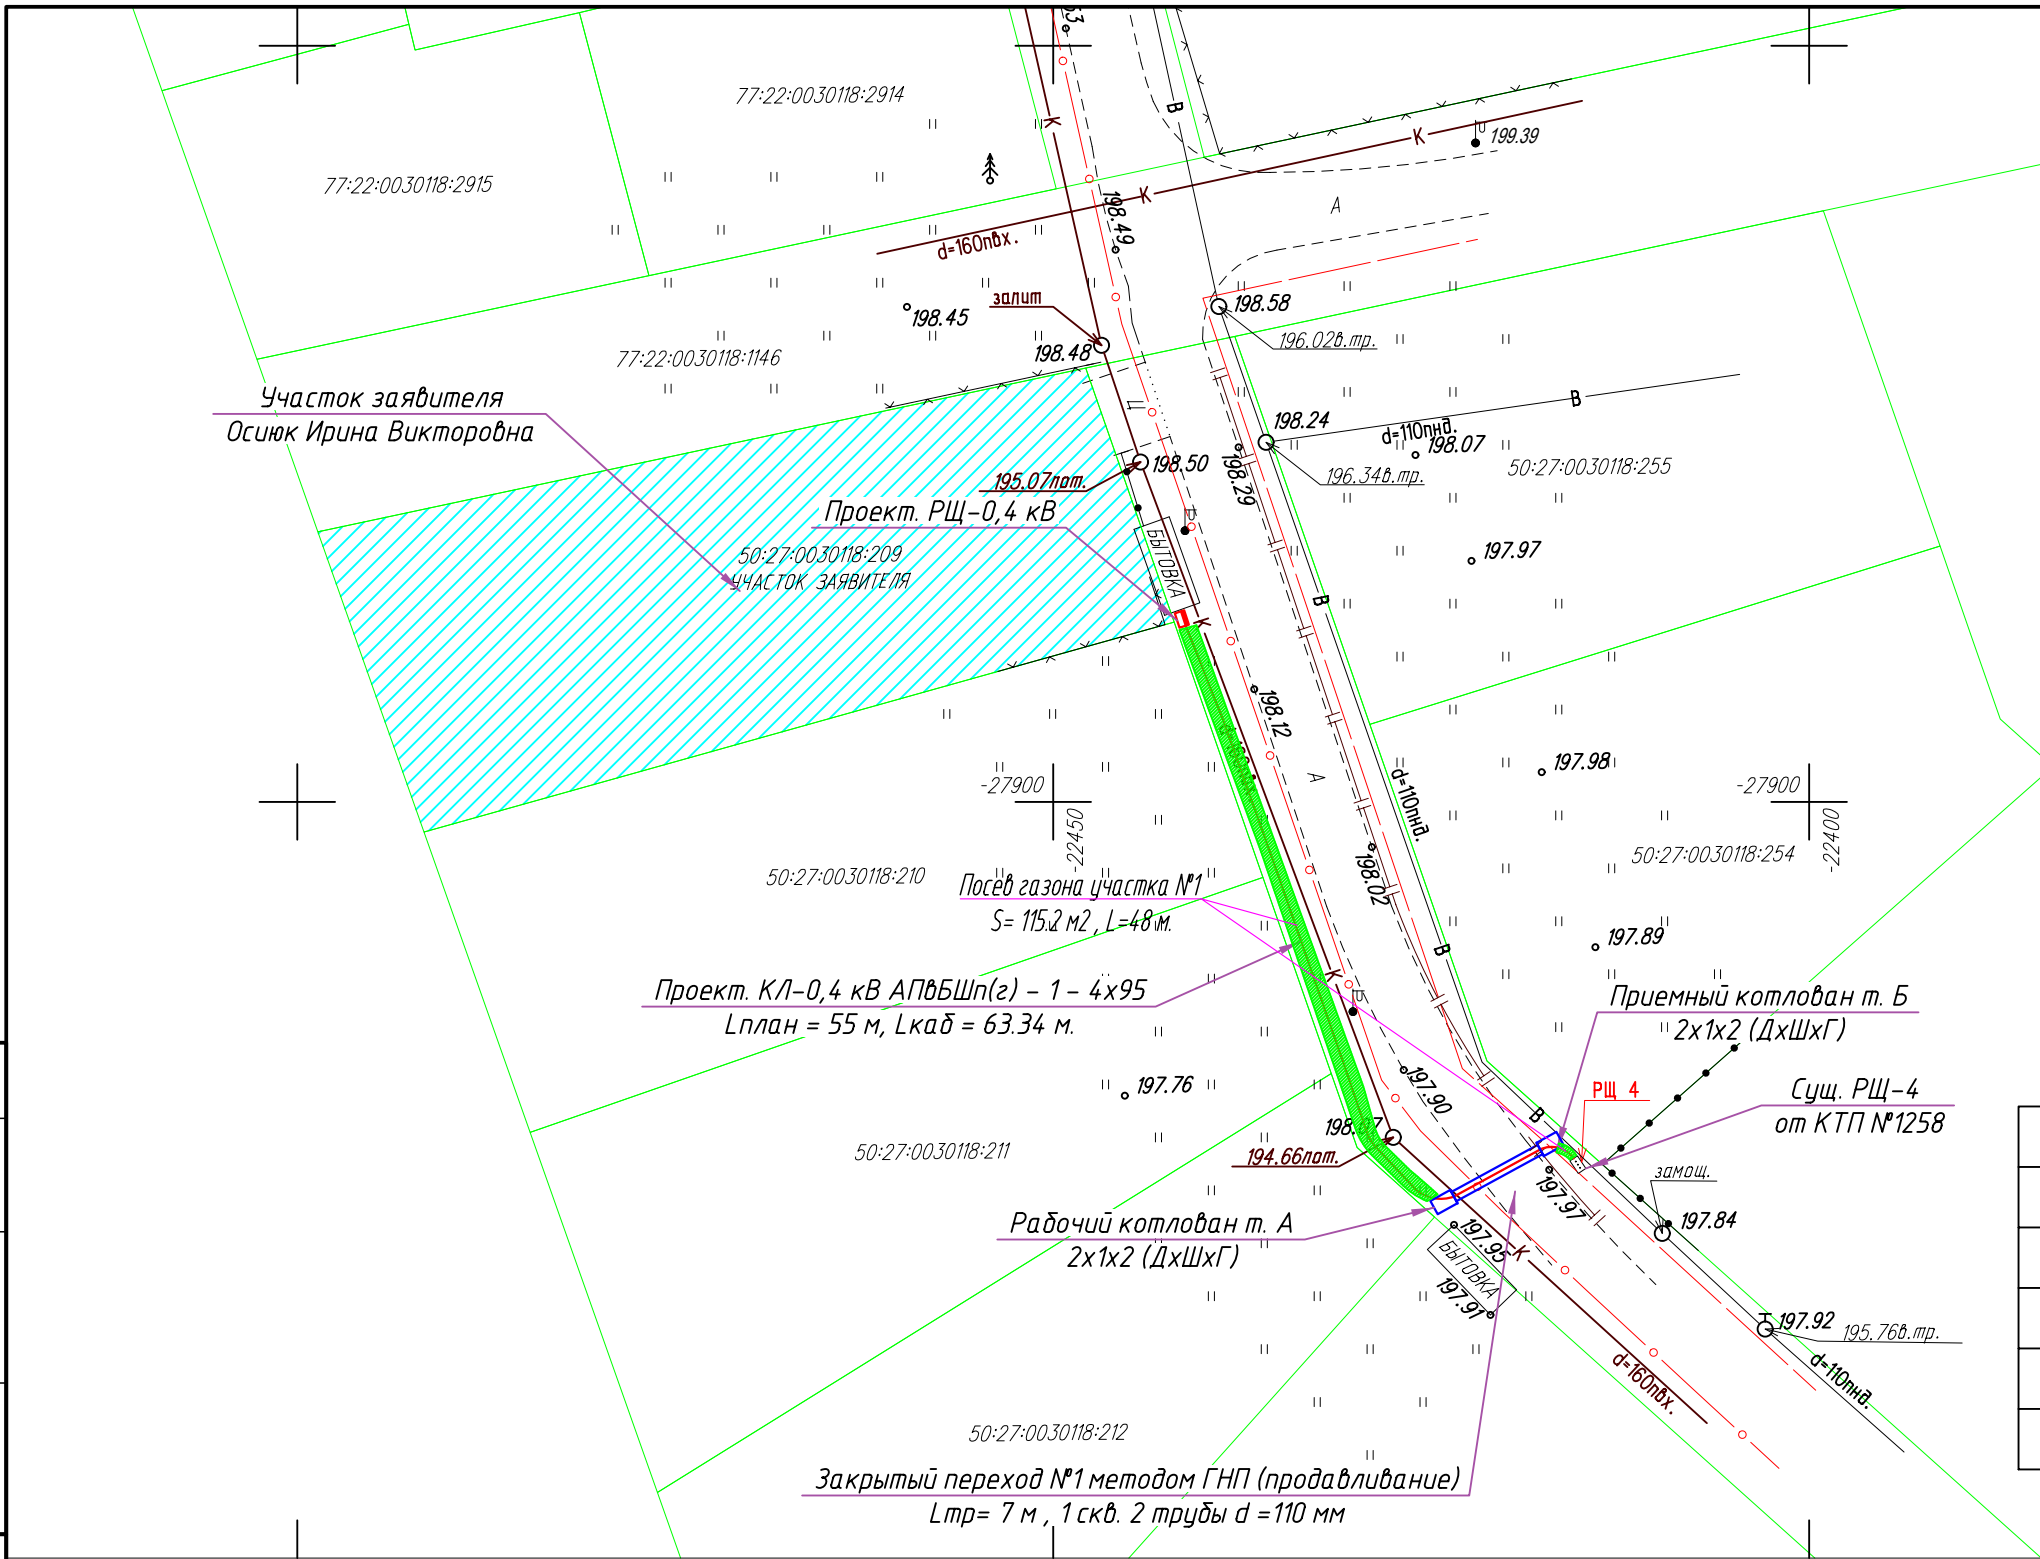 77:22:0030118:2914
77:22:0030118:2915
К
В
К
199.39
К
А
198.49
d=160пвх.
залит
198.45
198.58
196.02в.тр.
198.48
77:22:0030118:1146
Участок заявителя
Осиюк Ирина Викторовна
Ц
В
198.24
d=110пнд.
198.07
196.34в.тр.
50:27:0030118:255
198.50
195.07лот.
198.29
Проект. РЩ-0,4 кВ
БЫТОВКА
50:27:0030118:209
УЧАСТОК ЗАЯВИТЕЛЯ
197.97
В
К
198.12
А
197.98
d=110пнд.
-27900
-22450
-27900
-22400
50:27:0030118:210
198.02
50:27:0030118:254
Посев газона участка №1
S= 115.2 м2, L=48 м.
197.89
В
К
Проект. КЛ-0,4 кВ АПвБШп(г) - 1 - 4х95
Lплан = 55 м, Lкаб = 63.34 м.
Приемный котлован т. Б
2х1х2 (ДхШхГ)
197.76
197.90
РЩ 4
Сущ. РЩ-4
от КТП №1258
В
194.66лот.
50:27:0030118:211
замощ.
197.97
197.84
Рабочий котлован т. А
2х1х2 (ДхШхГ)
197.95
К
БЫТОВКА
197.91
197.92
195.76в.тр.
d=160пвх.
d=110пнд.
50:27:0030118:212
Закрытый переход №1 методом ГНП (продавливание)
Lтр= 7 м , 1 скв. 2 трубы d =110 мм